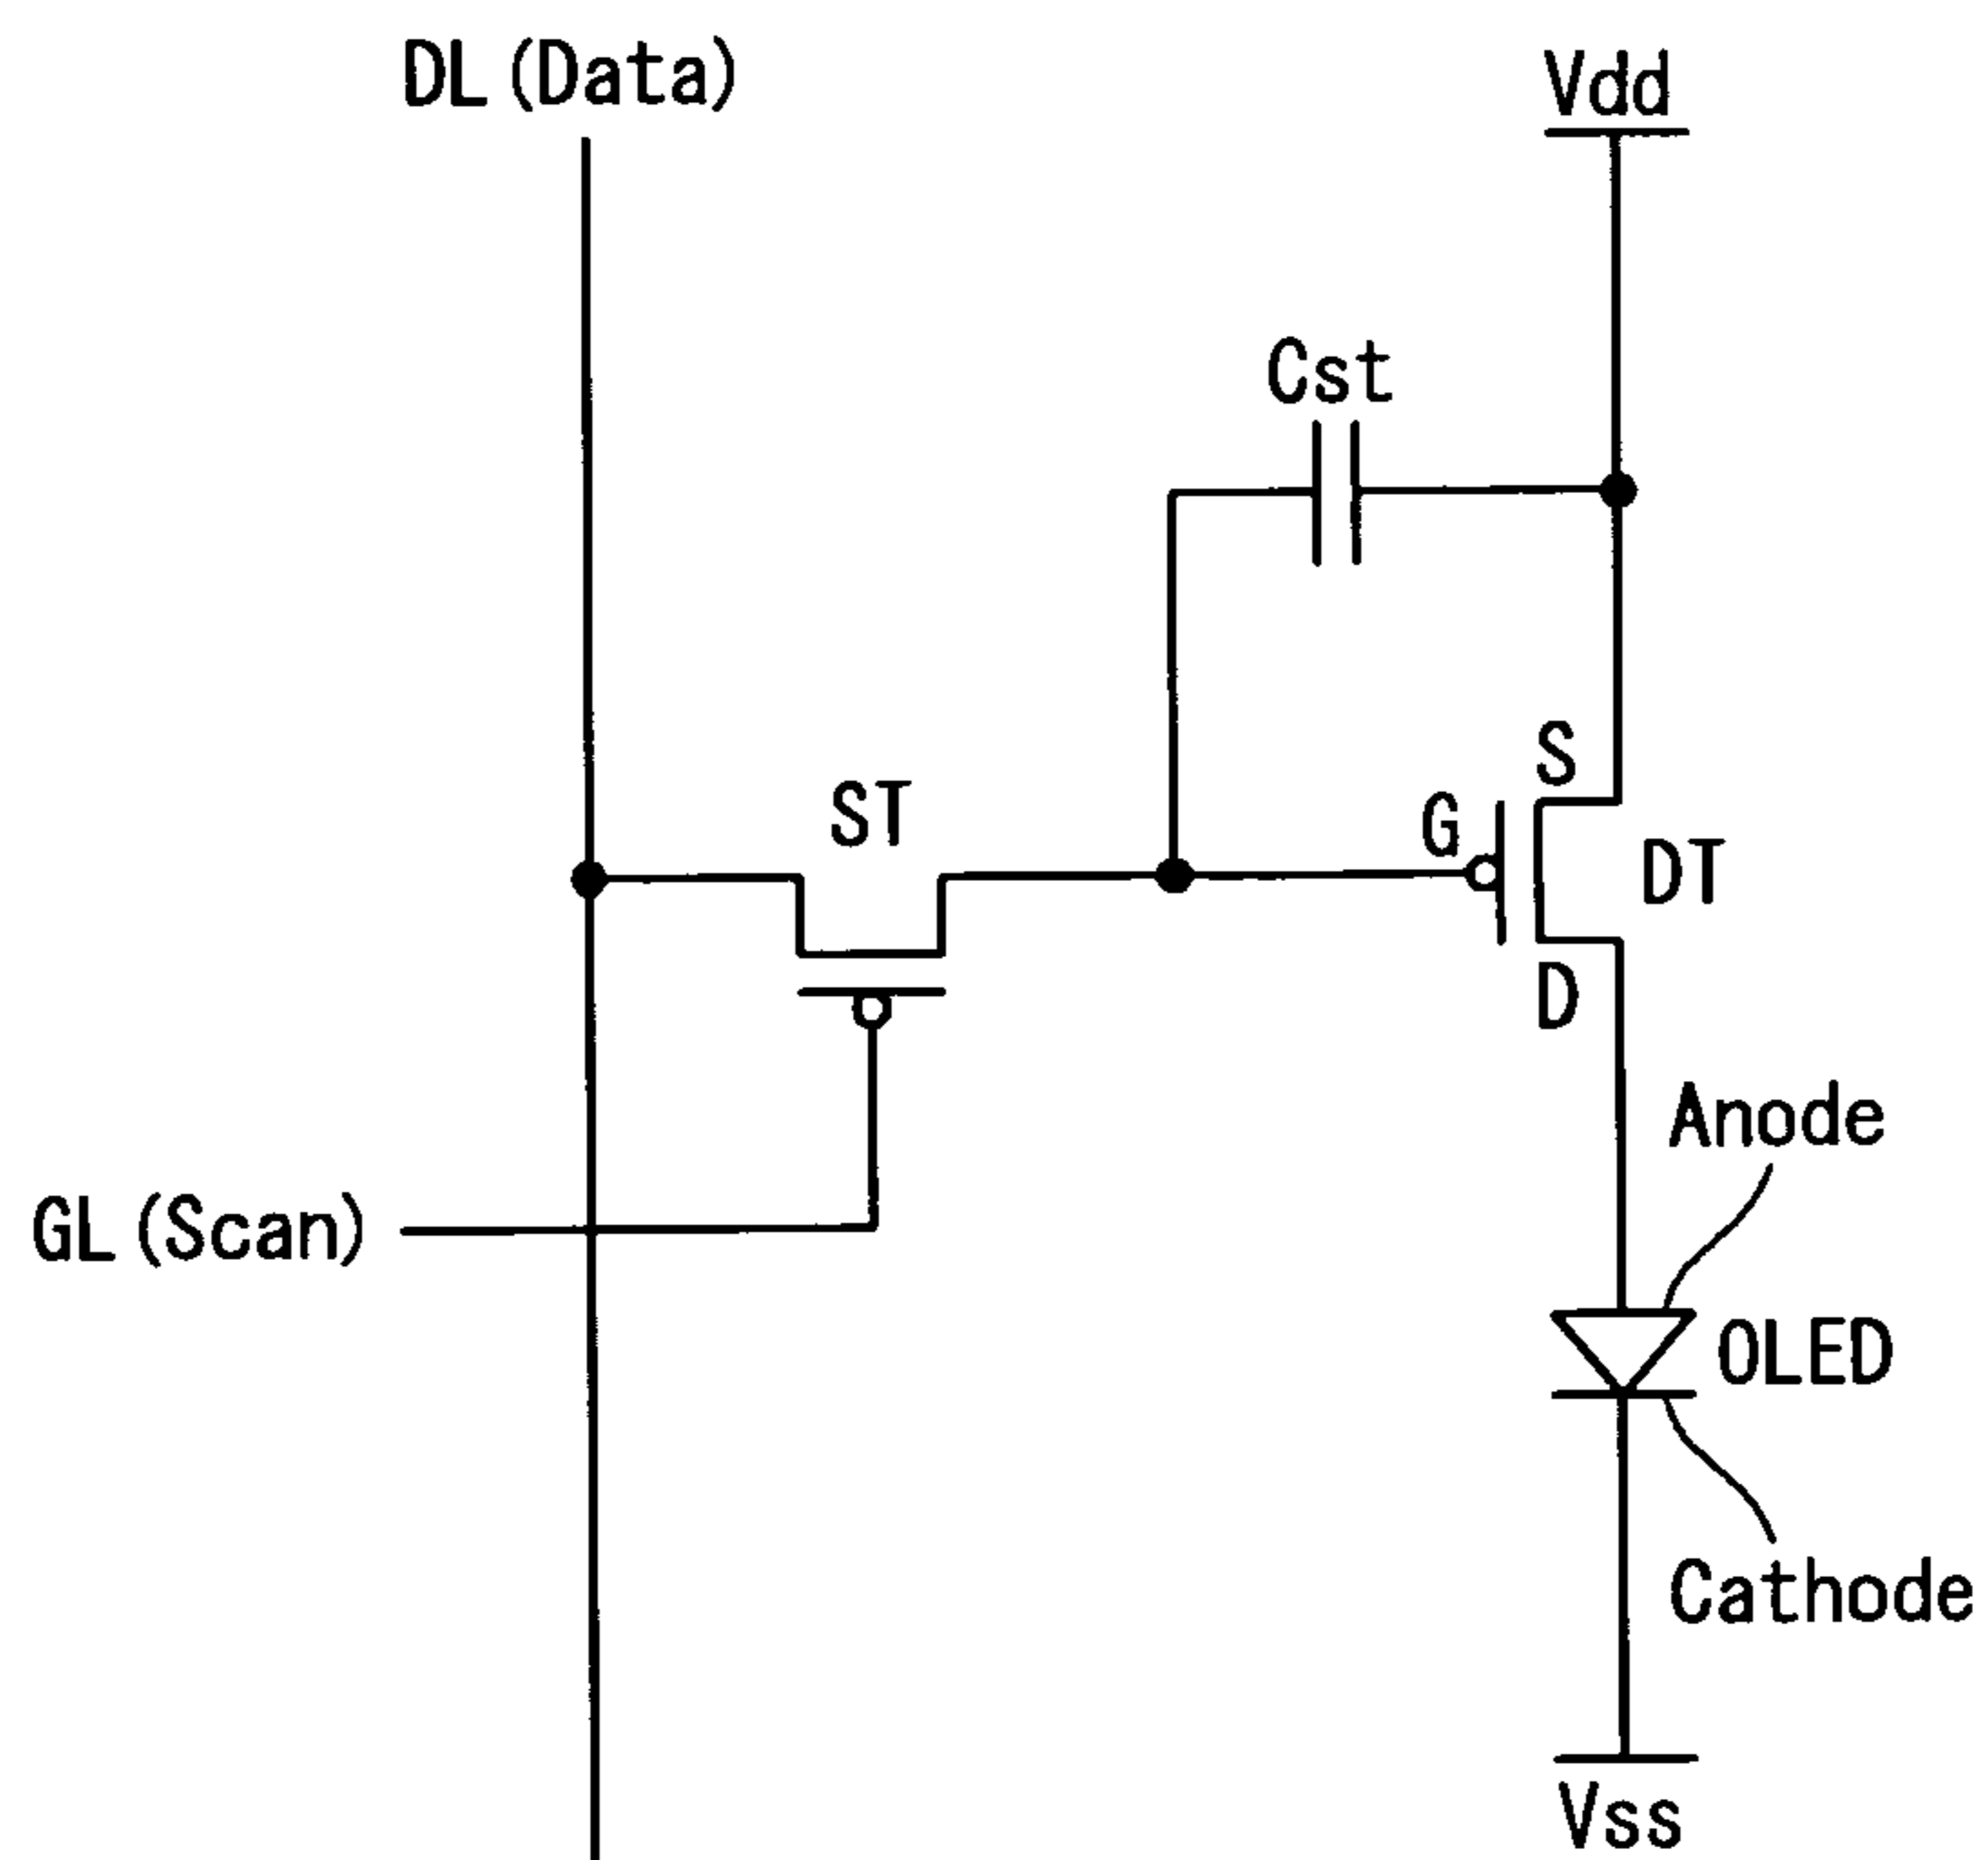 DL(Data)
Vdd
Cst
S
ST
G
DT
D
Anode
GL(Scan)
OLED
Cathode
Vss